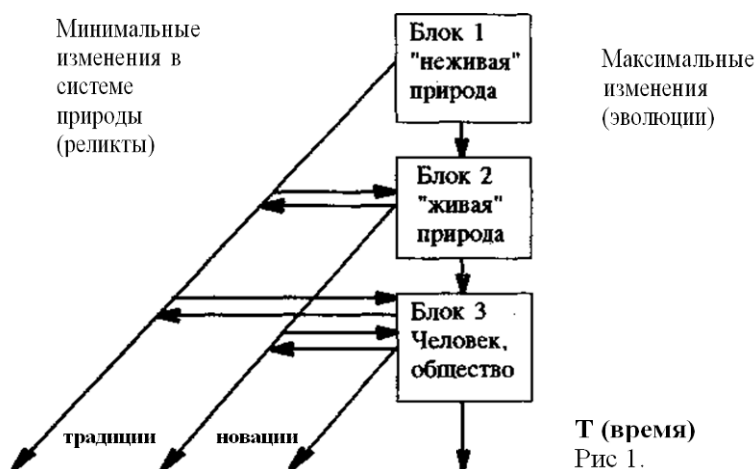 Минимальные
изменения в
системе
природы
(реликты)
Блок 1
"неживая"
природа
Максимальные
изменения
(эволюции)
Блок 2
"живая"
природа
Блок 3
Человек,
общество
традиции
новации
Т (время)
Рис 1.